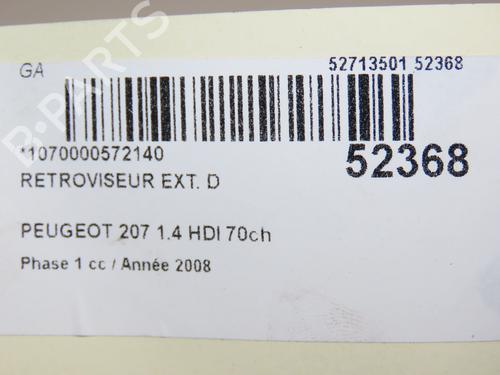 GA
52713501 52368
*1070000572140
52368
RETROVISEUR EXT. D
PEUGEOT 207 1.4 HDI 70ch
Phase 1 cc / Année 2008
B-PARTS